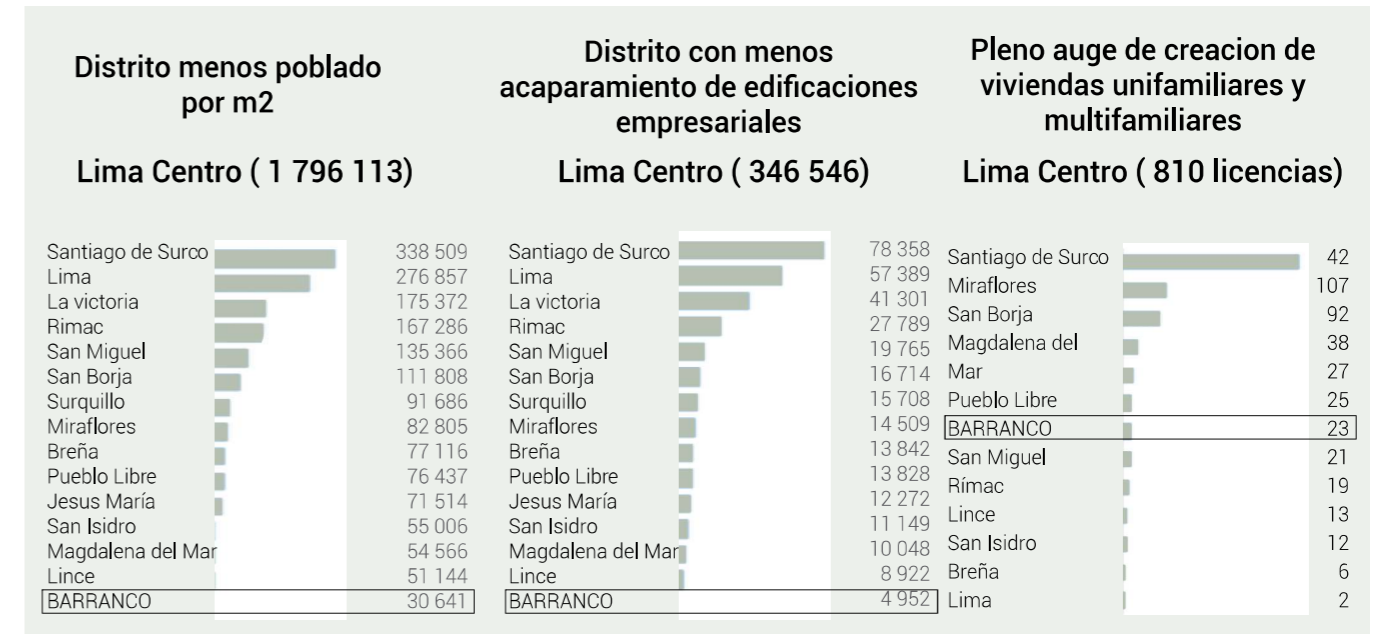 Distrito menos poblado
por m2
Lima Centro ( 1 796 113)
Santiago de Surco 338 509
Lima 276 857
La victoria 175 372
Rimac 167 286
San Miguel 135 366
San Borja 111 808
Surquillo 91 686
Miraflores 82 805
Breña 77 116
Pueblo Libre 76 437
Jesus María 71 514
San Isidro 55 006
Magdalena del Mar 54 566
Lince 51 144
BARRANCO 30 641
Distrito con menos
acaparamiento de edificaciones
empresariales
Lima Centro ( 346 546)
Santiago de Surco 78 358
Lima 57 389
La victoria 41 301
Rimac 27 789
San Miguel 19 765
San Borja 16 714
Surquillo 15 708
Miraflores 14 509
Breña 13 842
Pueblo Libre 13 828
Jesus María 12 272
San Isidro 11 149
Magdalena del Mar 10 048
Lince 8 922
BARRANCO 4 952
Pleno auge de creacion de
viviendas unifamiliares y
multifamiliares
Lima Centro ( 810 licencias)
Santiago de Surco 42
Miraflores 107
San Borja 92
Magdalena del 38
Mar 27
Pueblo Libre 25
BARRANCO 23
San Miguel 21
Rímac 19
Lince 13
San Isidro 12
Breña 6
Lima 2